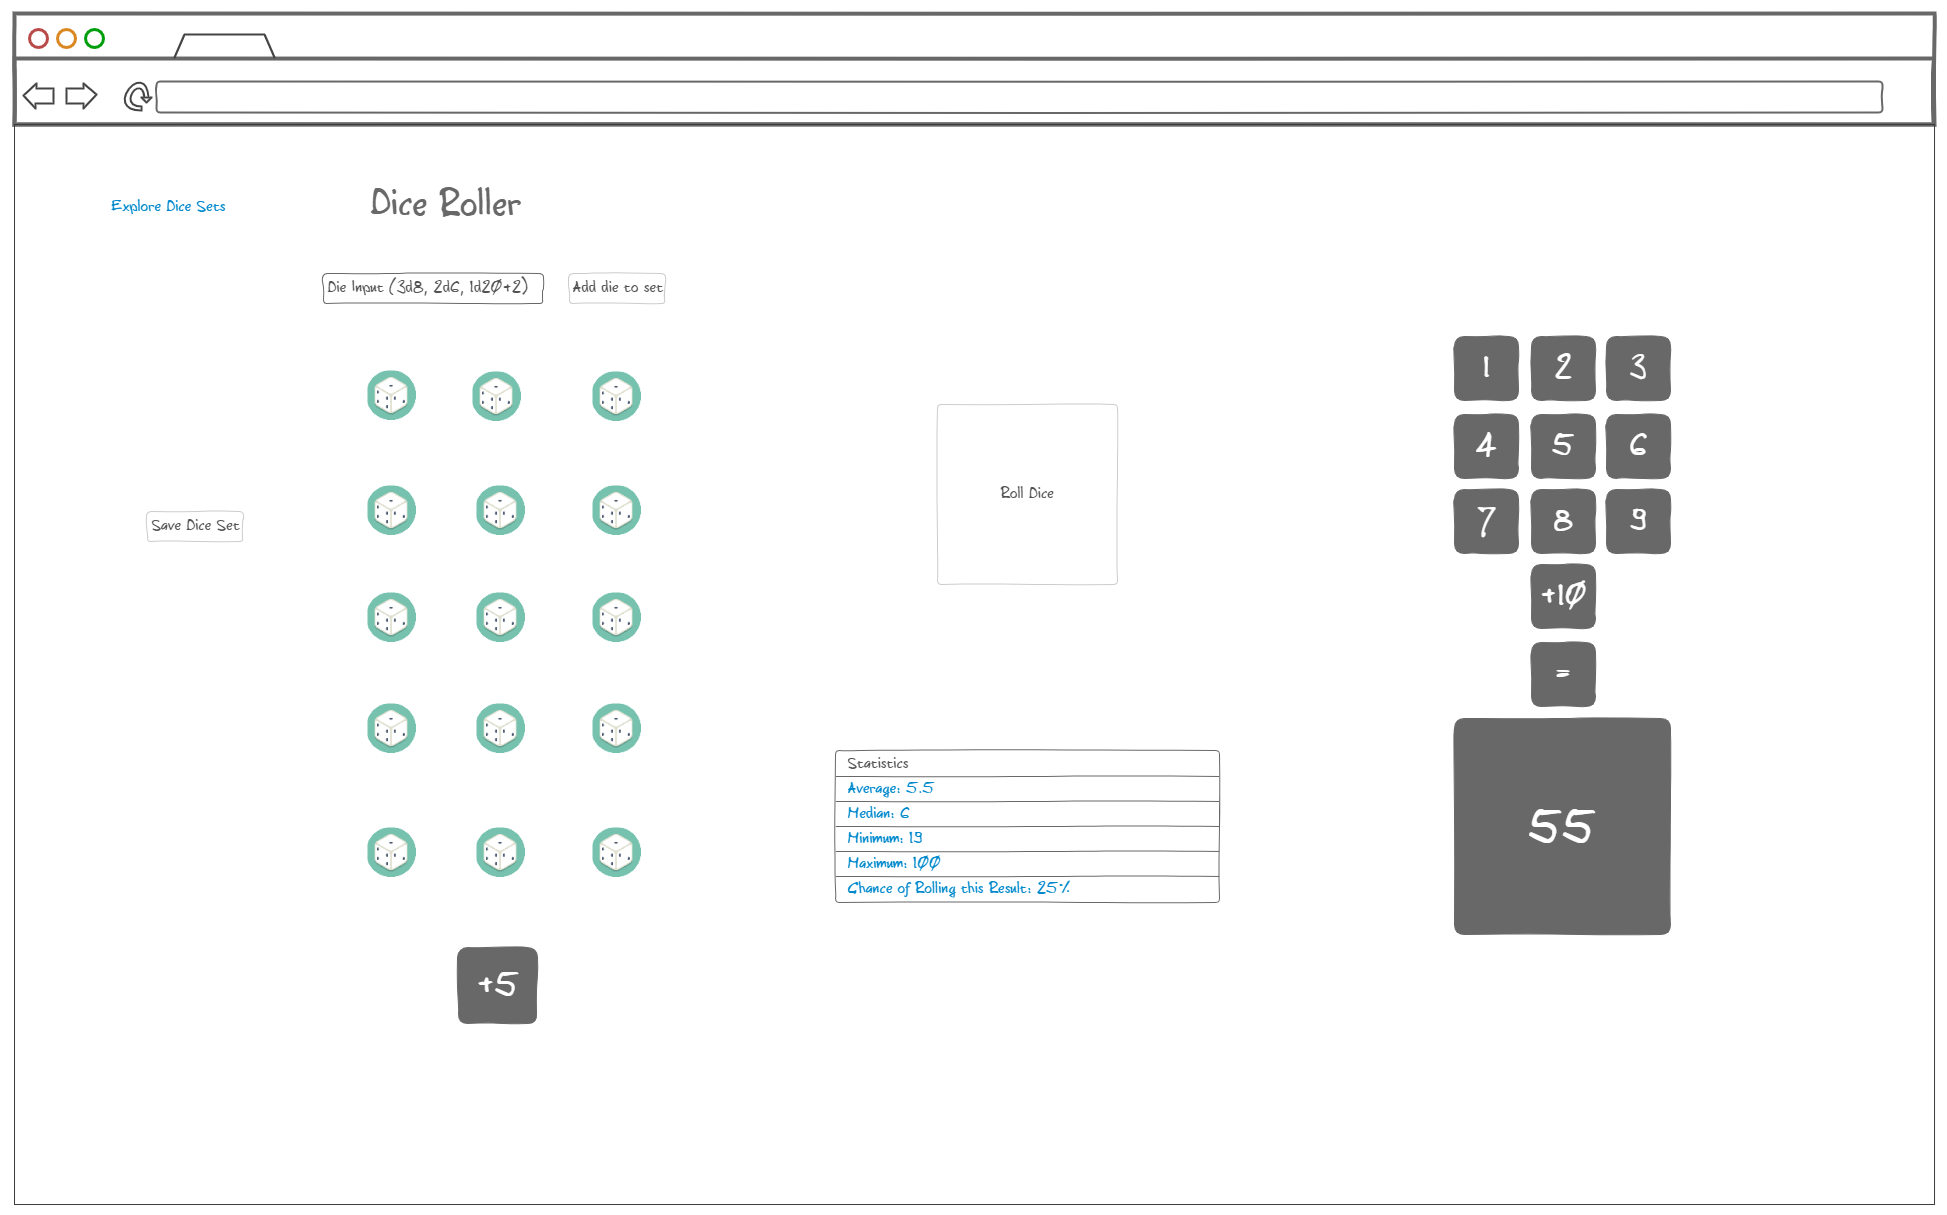 Explore Dice Sets
Dice Roller
Die Input (3d8, 2d6, 1d20+2)
Add die to set
Save Dice Set
+5
Roll Dice
Statistics
Average: 5.5
Median: 6
Minimum: 19
Maximum: 100
Chance of Rolling this Result: 25%
1 2 3
4 5 6
7 8 9
+10
=
55